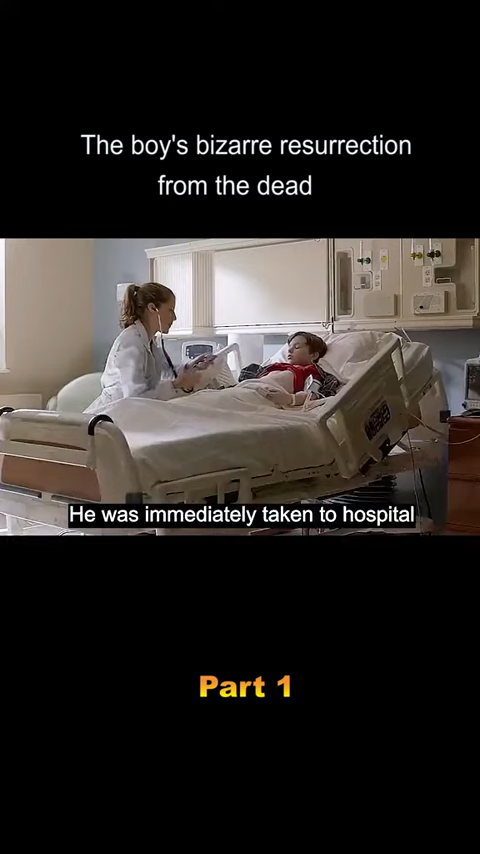 The boy's bizarre resurrection
from the dead
He was immediately taken to hospital
Part 1